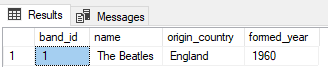 Results Messages
band_id name origin_country formed_year
1 1 The Beatles England 1960